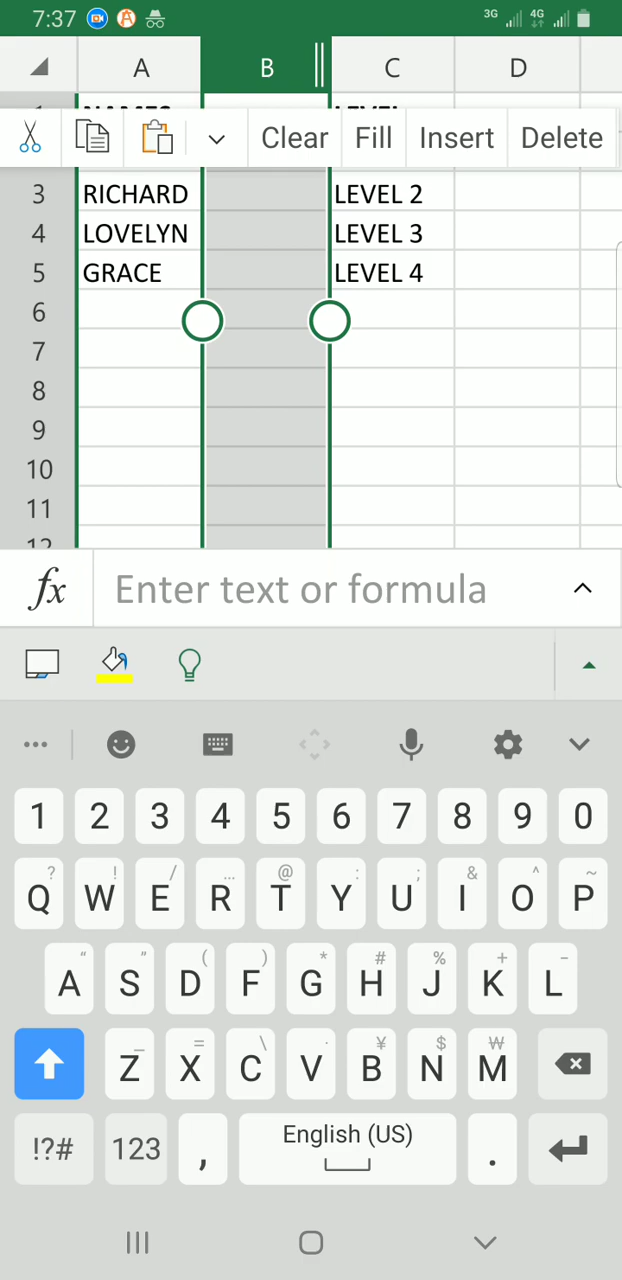 7:37 3G 4G
A B C D
Clear Fill Insert Delete
3 RICHARD LEVEL 2
4 LOVELYN LEVEL 3
5 GRACE LEVEL 4
6
7
8
9
10
11
fx Enter text or formula
1 2 3 4 5 6 7 8 9 0
? ! / ... @ : ; & ^ ~
Q W E R T Y U I O P
" " ( ) * # % + -
A S D F G H J K L
_ = \ · ¥ $ ₩
Z X C V B N M
!?# 123 , English (US) .